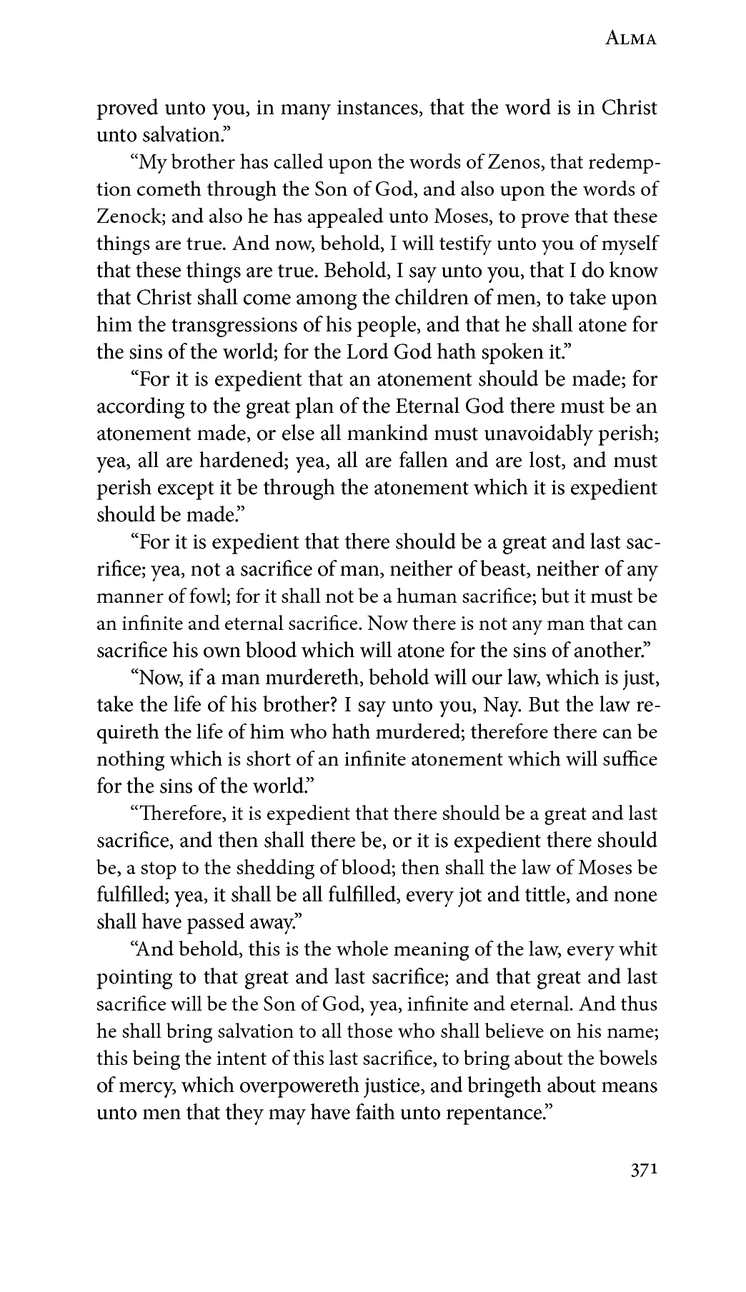 Alma
proved unto you, in many instances, that the word is in Christ
unto salvation.”
“My brother has called upon the words of Zenos, that redemp-
tion cometh through the Son of God, and also upon the words of
Zenock; and also he has appealed unto Moses, to prove that these
things are true. And now, behold, I will testify unto you of myself
that these things are true. Behold, I say unto you, that I do know
that Christ shall come among the children of men, to take upon
him the transgressions of his people, and that he shall atone for
the sins of the world; for the Lord God hath spoken it.”
“For it is expedient that an atonement should be made; for
according to the great plan of the Eternal God there must be an
atonement made, or else all mankind must unavoidably perish;
yea, all are hardened; yea, all are fallen and are lost, and must
perish except it be through the atonement which it is expedient
should be made.”
“For it is expedient that there should be a great and last sac-
rifice; yea, not a sacrifice of man, neither of beast, neither of any
manner of fowl; for it shall not be a human sacrifice; but it must be
an infinite and eternal sacrifice. Now there is not any man that can
sacrifice his own blood which will atone for the sins of another.”
“Now, if a man murdereth, behold will our law, which is just,
take the life of his brother? I say unto you, Nay. But the law re-
quireth the life of him who hath murdered; therefore there can be
nothing which is short of an infinite atonement which will suffice
for the sins of the world.”
“Therefore, it is expedient that there should be a great and last
sacrifice, and then shall there be, or it is expedient there should
be, a stop to the shedding of blood; then shall the law of Moses be
fulfilled; yea, it shall be all fulfilled, every jot and tittle, and none
shall have passed away.”
“And behold, this is the whole meaning of the law, every whit
pointing to that great and last sacrifice; and that great and last
sacrifice will be the Son of God, yea, infinite and eternal. And thus
he shall bring salvation to all those who shall believe on his name;
this being the intent of this last sacrifice, to bring about the bowels
of mercy, which overpowereth justice, and bringeth about means
unto men that they may have faith unto repentance.”
371